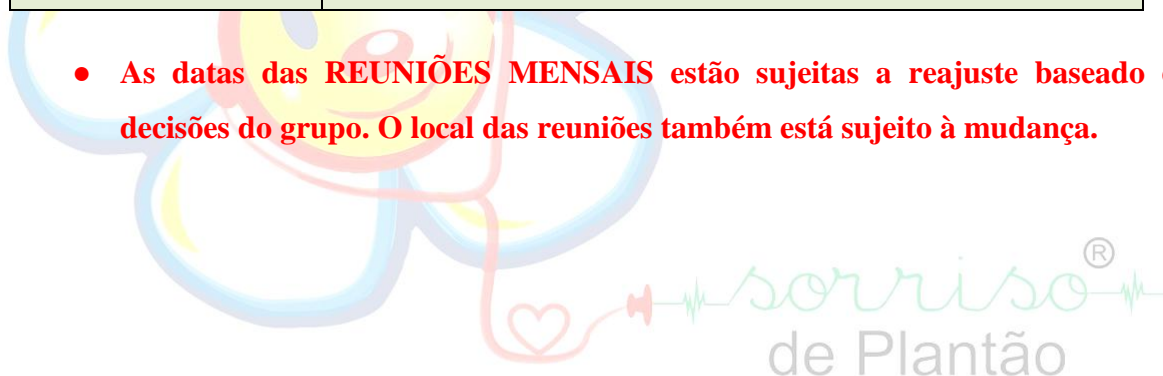 ● As datas das REUNIÕES MENSAIS estão sujeitas a reajuste baseado
decisões do grupo. O local das reuniões também está sujeito à mudança.
sorriso®
de Plantão